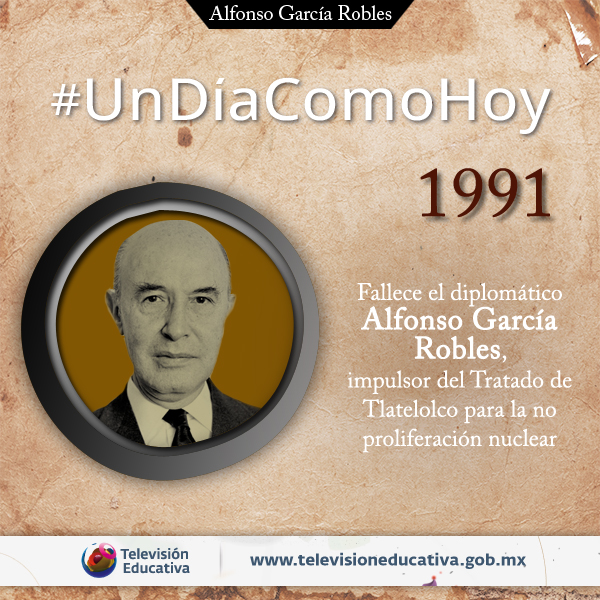 Alfonso García Robles
#UnDíaComoHoy
1991
Fallece el diplomático
Alfonso García
Robles,
impulsor del Tratado de
Tlatelolco para la no
proliferación nuclear
Televisión
Educativa
www.televisioneducativa.gob.mx